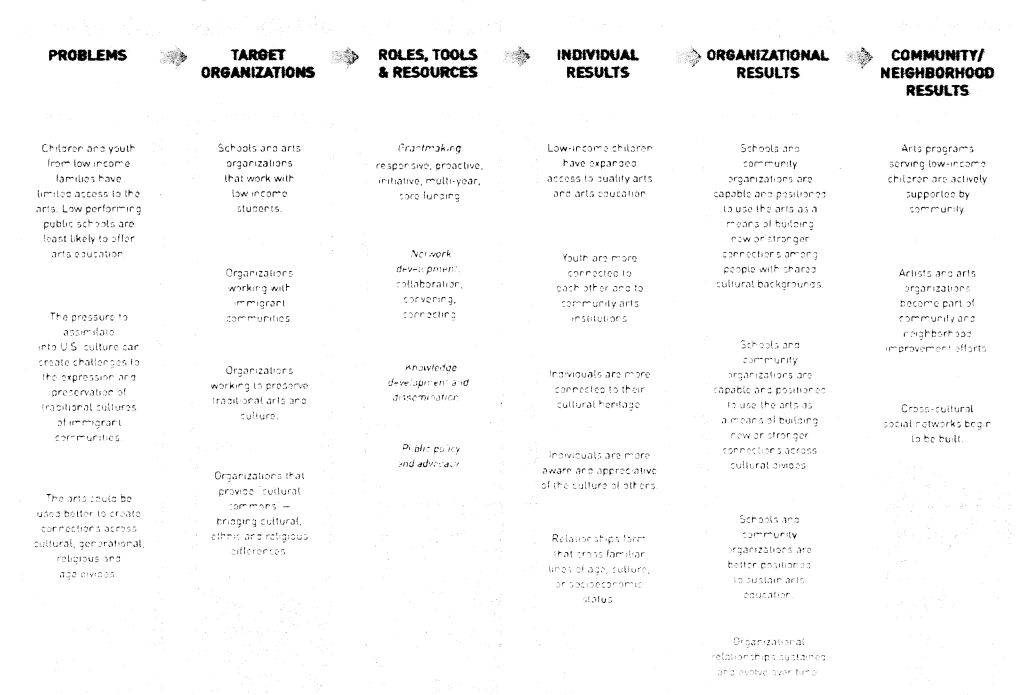 PROBLEMS
Children and youth
from low income
families have
limited access to the
arts. Low performing
public schools are
least likely to offer
arts education
The pressure to
assimilate
into U.S. culture can
create challenges to
the expression and
preservation of
traditional cultures
of immigrant
communities.
The arts could be
used better to create
connections across
cultural, generational,
religious and
age divides.
TARGET
ORGANIZATIONS
Schools and arts
organizations
that work with
low income
students.
Organizations
working with
immigrant
communities
Organizations
working to preserve
traditional arts and
culture.
Organizations that
provide "cultural
commons" —
bridging cultural,
ethnic and religious
differences
ROLES, TOOLS
& RESOURCES
Grantmaking:
responsive, proactive,
initiative, multi-year,
core funding
Network
development:
collaboration,
convening,
connecting
Knowledge
development and
dissemination
Public policy
and advocacy
INDIVIDUAL
RESULTS
Low-income children
have expanded
access to quality arts
and arts education
Youth are more
connected to
each other and to
community arts
institutions
Individuals are more
connected to their
cultural heritage
Individuals are more
aware and appreciative
of the culture of others.
Relationships form
that cross familiar
lines of age, culture,
or socioeconomic
status
ORGANIZATIONAL
RESULTS
Schools and
community
organizations are
capable and positioned
to use the arts as a
means of building
new or stronger
connections among
people with shared
cultural backgrounds.
Schools and
community
organizations are
capable and positioned
to use the arts as
a means of building
new or stronger
connections across
cultural divides
Schools and
community
organizations are
better positioned
to sustain arts
education.
Organizational
relationships sustained
and evolve over time
COMMUNITY/
NEIGHBORHOOD
RESULTS
Arts programs
serving low-income
children are actively
supported by
community
Artists and arts
organizations
become part of
community and
neighborhood
improvement efforts
Cross-cultural
social networks begin
to be built.